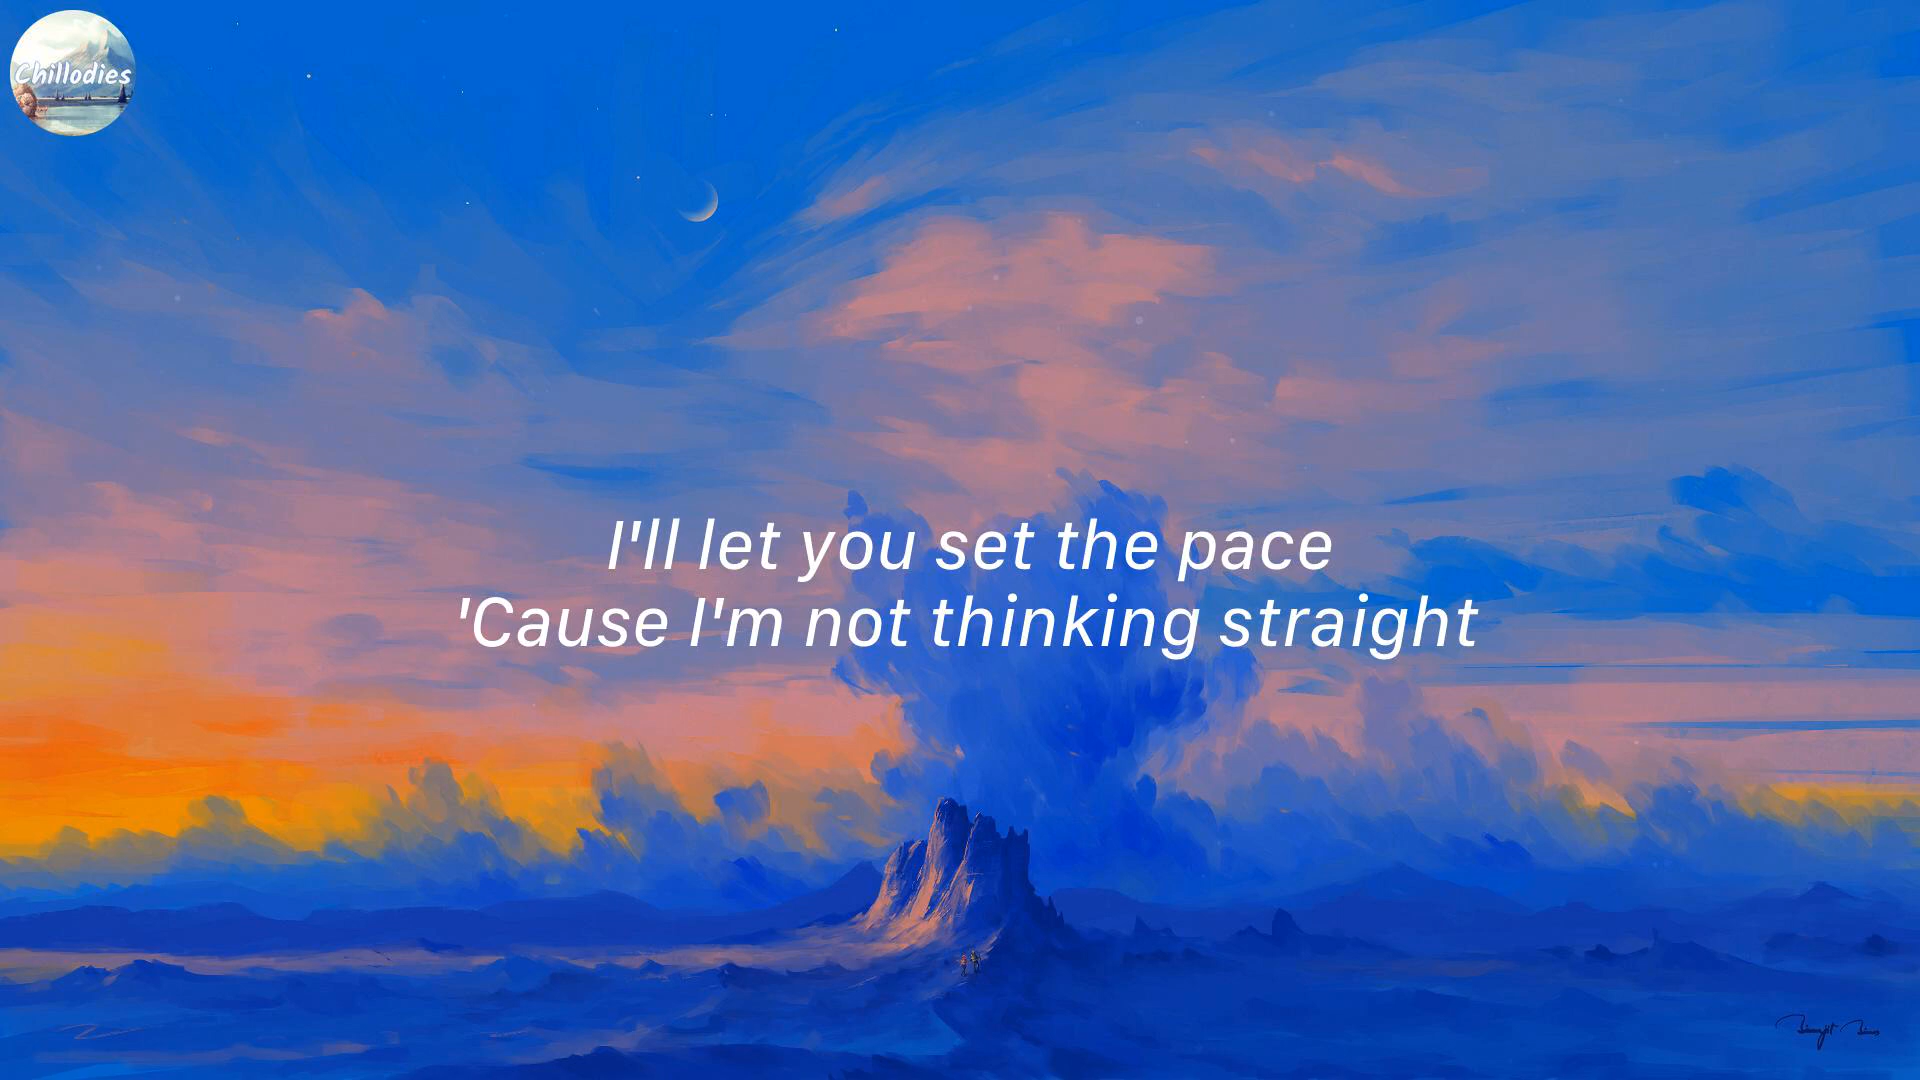 Chillodies
I'll let you set the pace
'Cause I'm not thinking straight